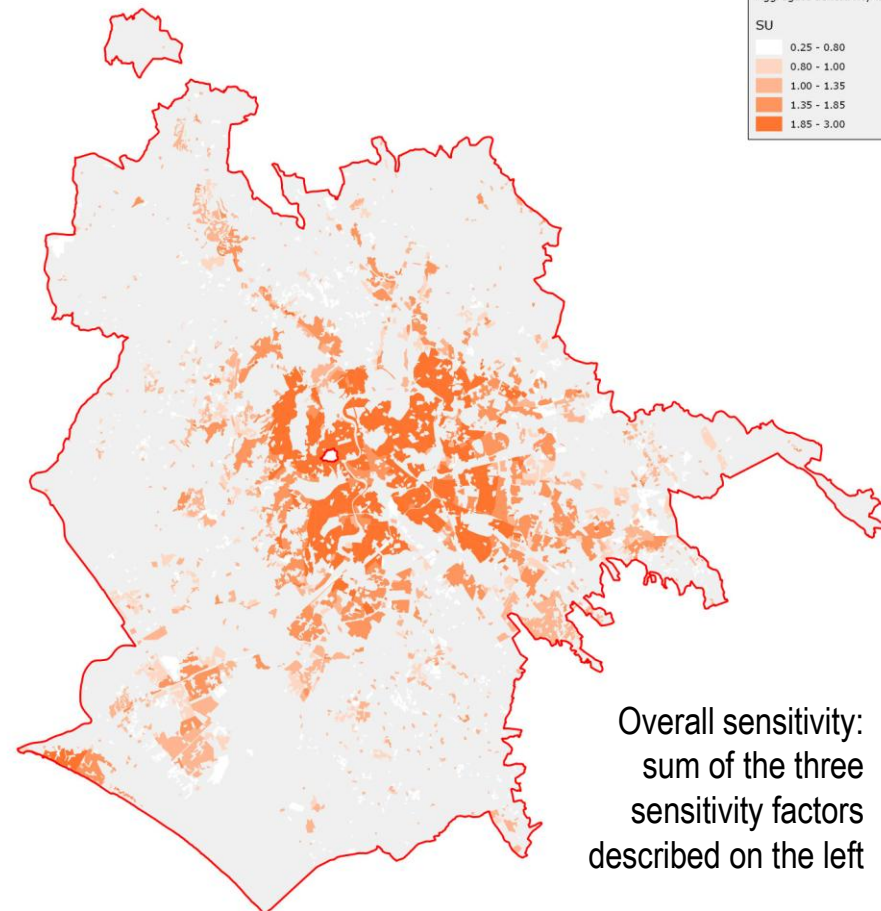 SU
0.25 - 0.80
0.80 - 1.00
1.00 - 1.35
1.35 - 1.85
1.85 - 3.00
Overall sensitivity:
sum of the three
sensitivity factors
described on the left